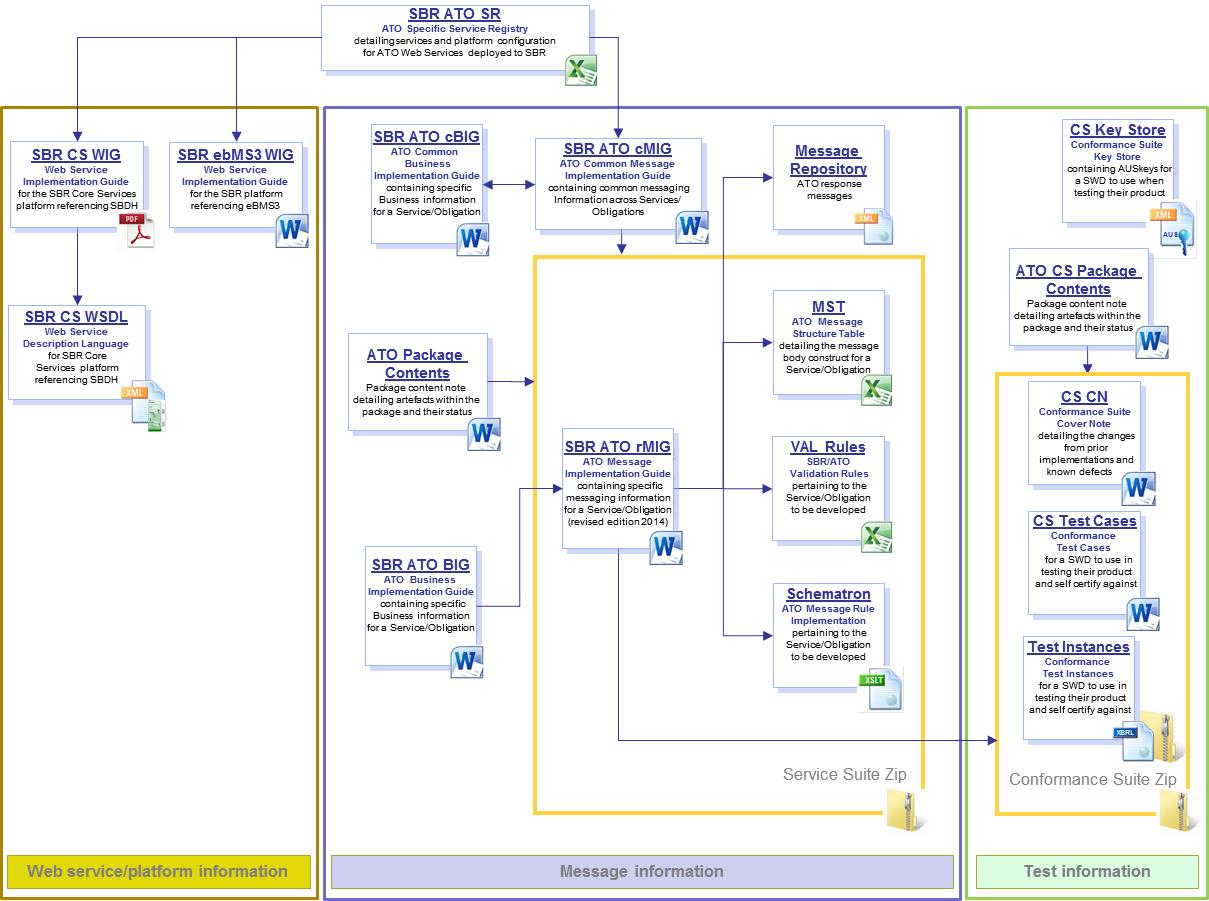 SBR ATO SR
ATO Specific Service Registry
detailing services and platform configuration
for ATO Web Services deployed to SBR
SBR CS WIG
Web Service
Implementation Guide
for the SBR Core Services
platform referencing SBDH
PDF
SBR ebMS3 WIG
Web Service
Implementation Guide
for the SBR platform
referencing eBMS3
W
SBR CS WSDL
Web Service
Description Language
for SBR Core
Services platform
referencing SBDH
XML
Web service/platform information
SBR ATO cBIG
ATO Common
Business
Implementation Guide
containing specific
Business information
for a Service/Obligation
W
SBR ATO cMIG
ATO Common Message
Implementation Guide
containing common messaging
Information across Services/
Obligations
W
Message
Repository
ATO response
messages
XML
ATO Package
Contents
Package content note
detailing artefacts within the
package and their status
W
SBR ATO BIG
ATO Business
Implementation Guide
containing specific
Business information
for a Service/Obligation
W
SBR ATO rMIG
ATO Message
Implementation Guide
containing specific
messaging information
for a Service/Obligation
(revised edition 2014)
W
MST
ATO Message
Structure Table
detailing the message
body construct for a
Service/Obligation
X
VAL Rules
SBR/ATO
Validation Rules
pertaining to the
Service/Obligation
to be developed
X
Schematron
ATO Message Rule
Implementation
pertaining to the
Service/Obligation
to be developed
XSLT
Service Suite Zip
Message information
CS Key Store
Conformance Suite
Key Store
containing AUSkeys for
a SWD to use when
testing their product
XML
ATO CS Package
Contents
Package content note
detailing artefacts within the
package and their status
W
CS CN
Conformance Suite
Cover Note
detailing the changes
from prior
implementations and
known defects
W
CS Test Cases
Conformance
Test Cases
for a SWD to use in
testing their product
and self certify against
W
Test Instances
Conformance
Test Instances
for a SWD to use in
testing their product
and self certify against
XBRL
Conformance Suite Zip
Test information